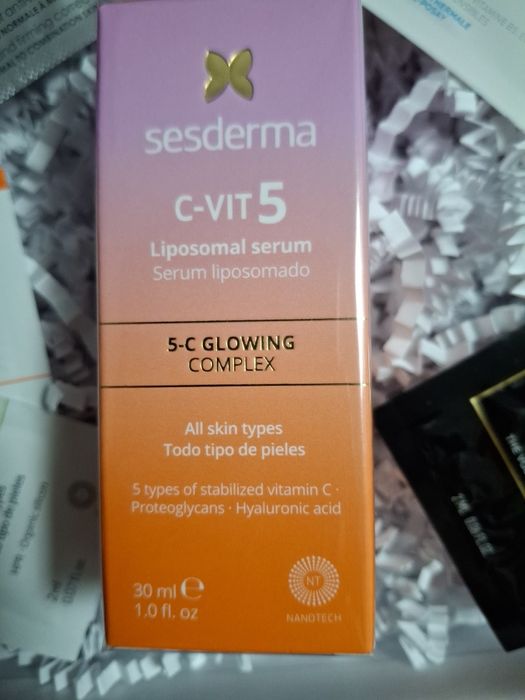 sesderma
C-VIT 5
Liposomal serum
Serum liposomado
5-C GLOWING
COMPLEX
All skin types
Todo tipo de pieles
5 types of stabilized vitamin C ·
Proteoglycans · Hyaluronic acid
30 ml e
1.0 fl. oz
NT
NANOTECH